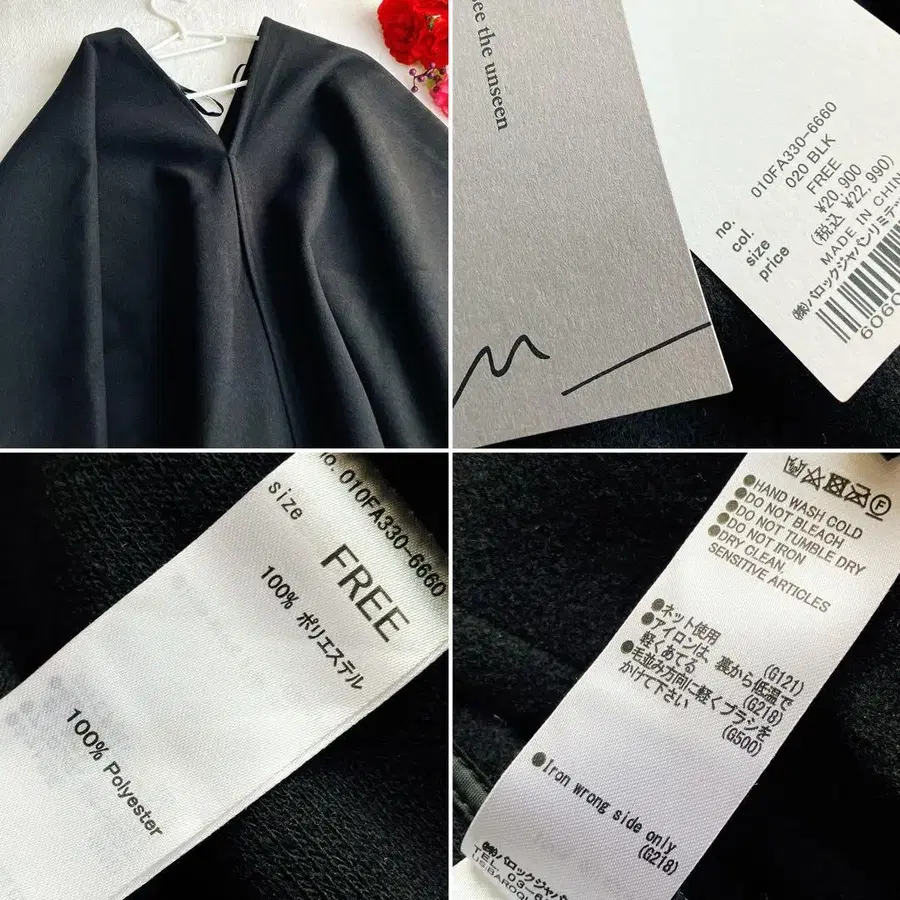 see the unseen
no. 010FA330-6660
col. 020 BLK
size FREE
price ¥20,900
(税込 ¥22,990)
MADE IN CHIN
(株)バロックジャパンリミテッ
6060
no. 010FA330-6660
size
FREE
100% ポリエステル
100% Polyester
●HAND WASH COLD
●DO NOT BLEACH
●DO NOT TUMBLE DRY
●DO NOT IRON
●DRY CLEAN,
SENSITIVE ARTICLES
●ネット使用 (G121)
●アイロンは、裏から低温で
軽くあてる (G218)
●毛並み方向に軽くブラシを
かけて下さい (G500)
●Iron wrong side only
(G218)
(株)バロックジャパ
TEL 03-6
US:BAROQU